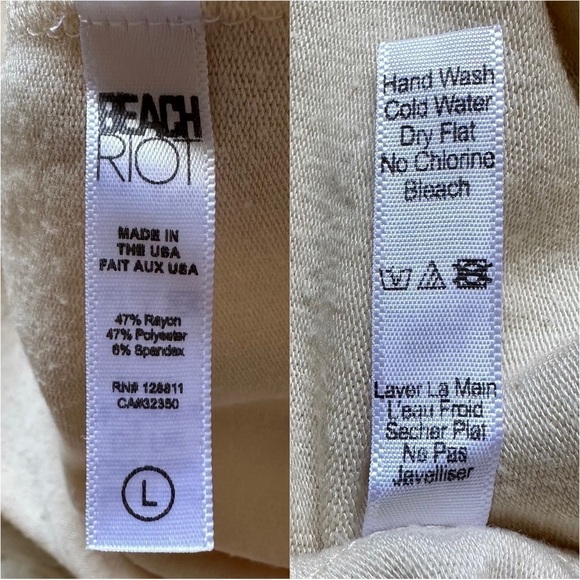 BEACH
RIOT
MADE IN
THE USA
FAIT AUX USA
47% Rayon
47% Polyester
6% Spandex
RN# 128811
CA#32350
L
Hand Wash
Cold Water
Dry Flat
No Chlorine
Bleach
Laver La Main
L'eau Froid
Secher Plat
No Pas
Javelliser